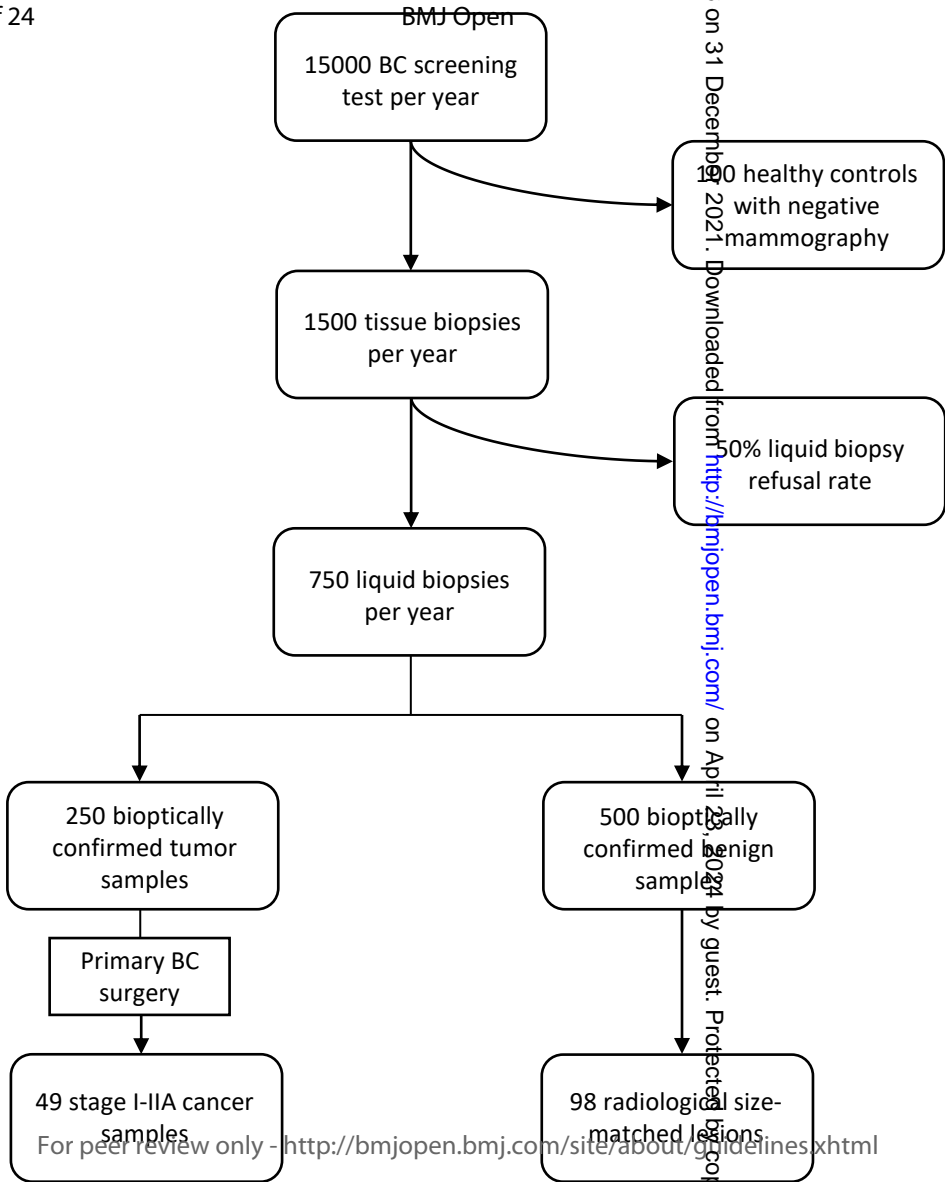 f 24
BMJ Open
15000 BC screening
test per year
100 healthy controls
with negative
mammography
1500 tissue biopsies
per year
50% liquid biopsy
refusal rate
750 liquid biopsies
per year
250 bioptically
confirmed tumor
samples
500 bioptically
confirmed benign
samples
Primary BC
surgery
49 stage I-IIA cancer
samples
98 radiological size-
matched lesions
For peer review only - http://bmjopen.bmj.com/site/about/guidelines.xhtml
on 31 December 2021. Downloaded from http://bmjopen.bmj.com/ on April 23, 2024 by guest. Protected by cop